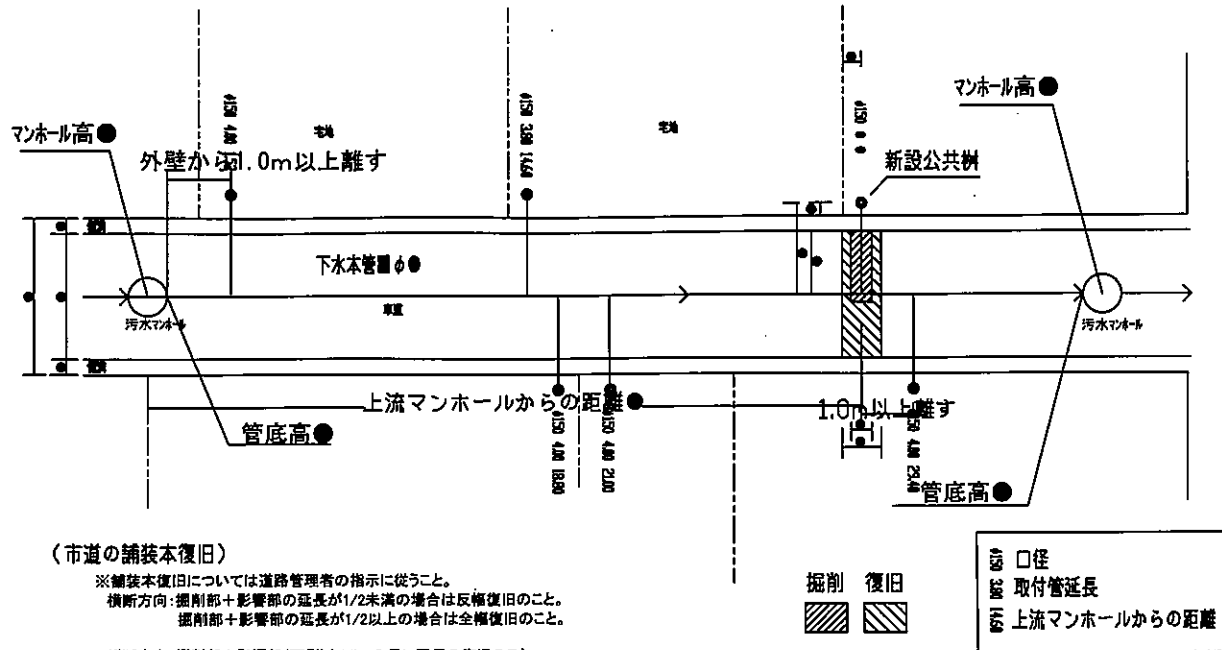 マンホール高●
外壁から1.0m以上離す
宅地
宅地
φ150 3.80 14.60
マンホール高●
新設公共桝
下水本管園φ●
車道
汚水マンホール
汚水マンホール
上流マンホールからの距離●
管底高●
1.0m以上離す
φ150 4.00 18.80
φ150 4.80 21.00
管底高●
(市道の舗装本復旧)
※舗装本復旧については道路管理者の指示に従うこと。
横断方向:掘削部+影響部の延長が1/2未満の場合は反幅復旧のこと。
掘削部+影響部の延長が1/2以上の場合は全幅復旧のこと。
掘削 復旧
φ150 口径
3.80 取付管延長
14.60 上流マンホールからの距離